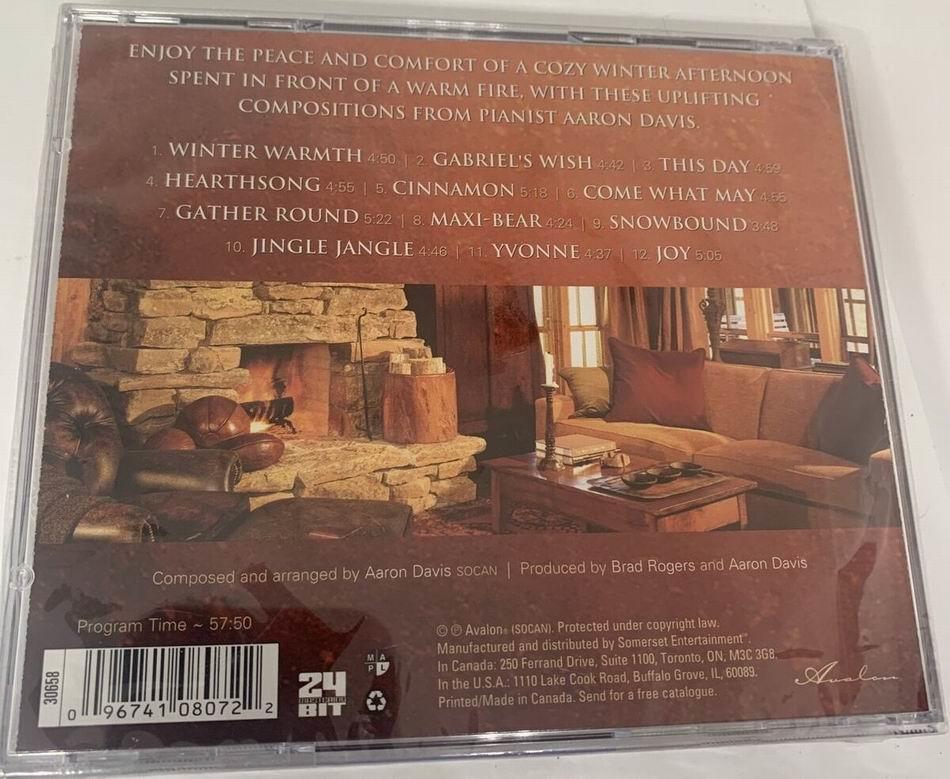 ENJOY THE PEACE AND COMFORT OF A COZY WINTER AFTERNOON
SPENT IN FRONT OF A WARM FIRE, WITH THESE UPLIFTING
COMPOSITIONS FROM PIANIST AARON DAVIS.
1. WINTER WARMTH 4:50 | 2. GABRIEL'S WISH 4:42 | 3. THIS DAY 4:59
4. HEARTHSONG 4:55 | 5. CINNAMON 5:18 | 6. COME WHAT MAY 4:55
7. GATHER ROUND 5:22 | 8. MAXI-BEAR 4:24 | 9. SNOWBOUND 3:48
10. JINGLE JANGLE 4:46 | 11. YVONNE 4:37 | 12. JOY 5:05
Composed and arranged by Aaron Davis SOCAN | Produced by Brad Rogers and Aaron Davis
Program Time ~ 57:50
30658
0 96741 08072 2
24
BIT
M A
P L
© ℗ Avalon® (SOCAN). Protected under copyright law.
Manufactured and distributed by Somerset Entertainment™.
In Canada: 250 Ferrand Drive, Suite 1100, Toronto, ON, M3C 3G8.
In the U.S.A.: 1110 Lake Cook Road, Buffalo Grove, IL, 60089.
Printed/Made in Canada. Send for a free catalogue.
Avalon